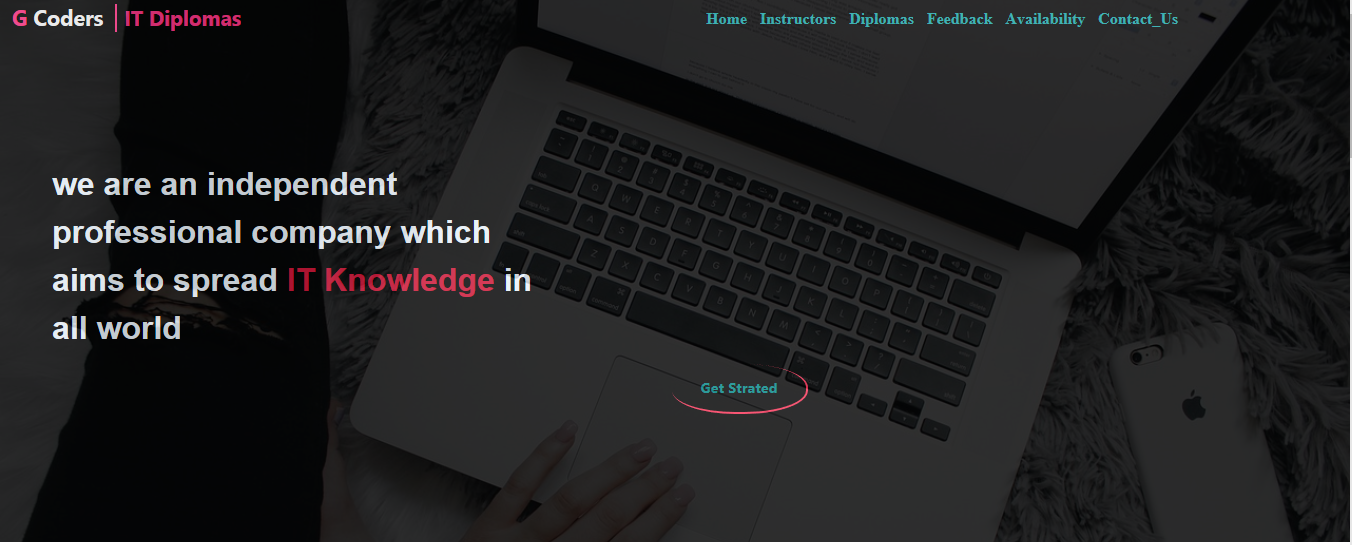 G Coders IT Diplomas
Home Instructors Diplomas Feedback Availability Contact_Us
we are an independent
professional company which
aims to spread IT Knowledge in
all world
Get Strated